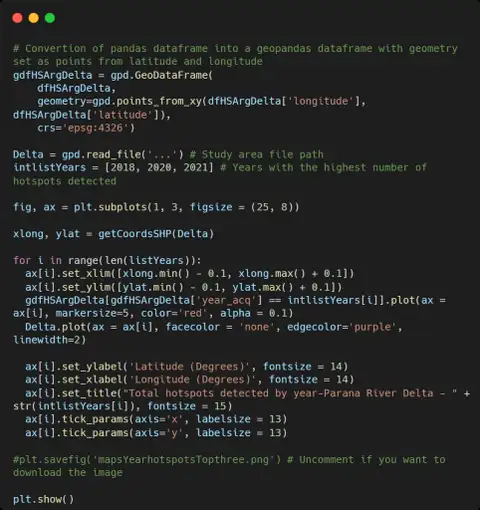 # Convertion of pandas dataframe into a geopandas dataframe with geometry
set as points from latitude and longitude
gdfHSArgDelta = gpd.GeoDataFrame(
    dfHSArgDelta,
    geometry=gpd.points_from_xy(dfHSArgDelta['longitude'],
dfHSArgDelta['latitude']),
    crs='epsg:4326')

Delta = gpd.read_file('...') # Study area file path
intlistYears = [2018, 2020, 2021] # Years with the highest number of
hotspots detected

fig, ax = plt.subplots(1, 3, figsize = (25, 8))

xlong, ylat = getCoordsSHP(Delta)

for i in range(len(listYears)):
  ax[i].set_xlim([xlong.min() - 0.1, xlong.max() + 0.1])
  ax[i].set_ylim([ylat.min() - 0.1, ylat.max() + 0.1])
  gdfHSArgDelta[gdfHSArgDelta['year_acq'] == intlistYears[i]].plot(ax =
ax[i], markersize=5, color='red', alpha = 0.1)
  Delta.plot(ax = ax[i], facecolor = 'none', edgecolor='purple',
linewidth=2)

  ax[i].set_ylabel('Latitude (Degrees)', fontsize = 14)
  ax[i].set_xlabel('Longitude (Degrees)', fontsize = 14)
  ax[i].set_title("Total hotspots detected by year-Parana River Delta - " +
str(intlistYears[i]), fontsize = 15)
  ax[i].tick_params(axis='x', labelsize = 13)
  ax[i].tick_params(axis='y', labelsize = 13)

#plt.savefig('mapsYearhotspotsTopthree.png') # Uncomment if you want to
download the image

plt.show()